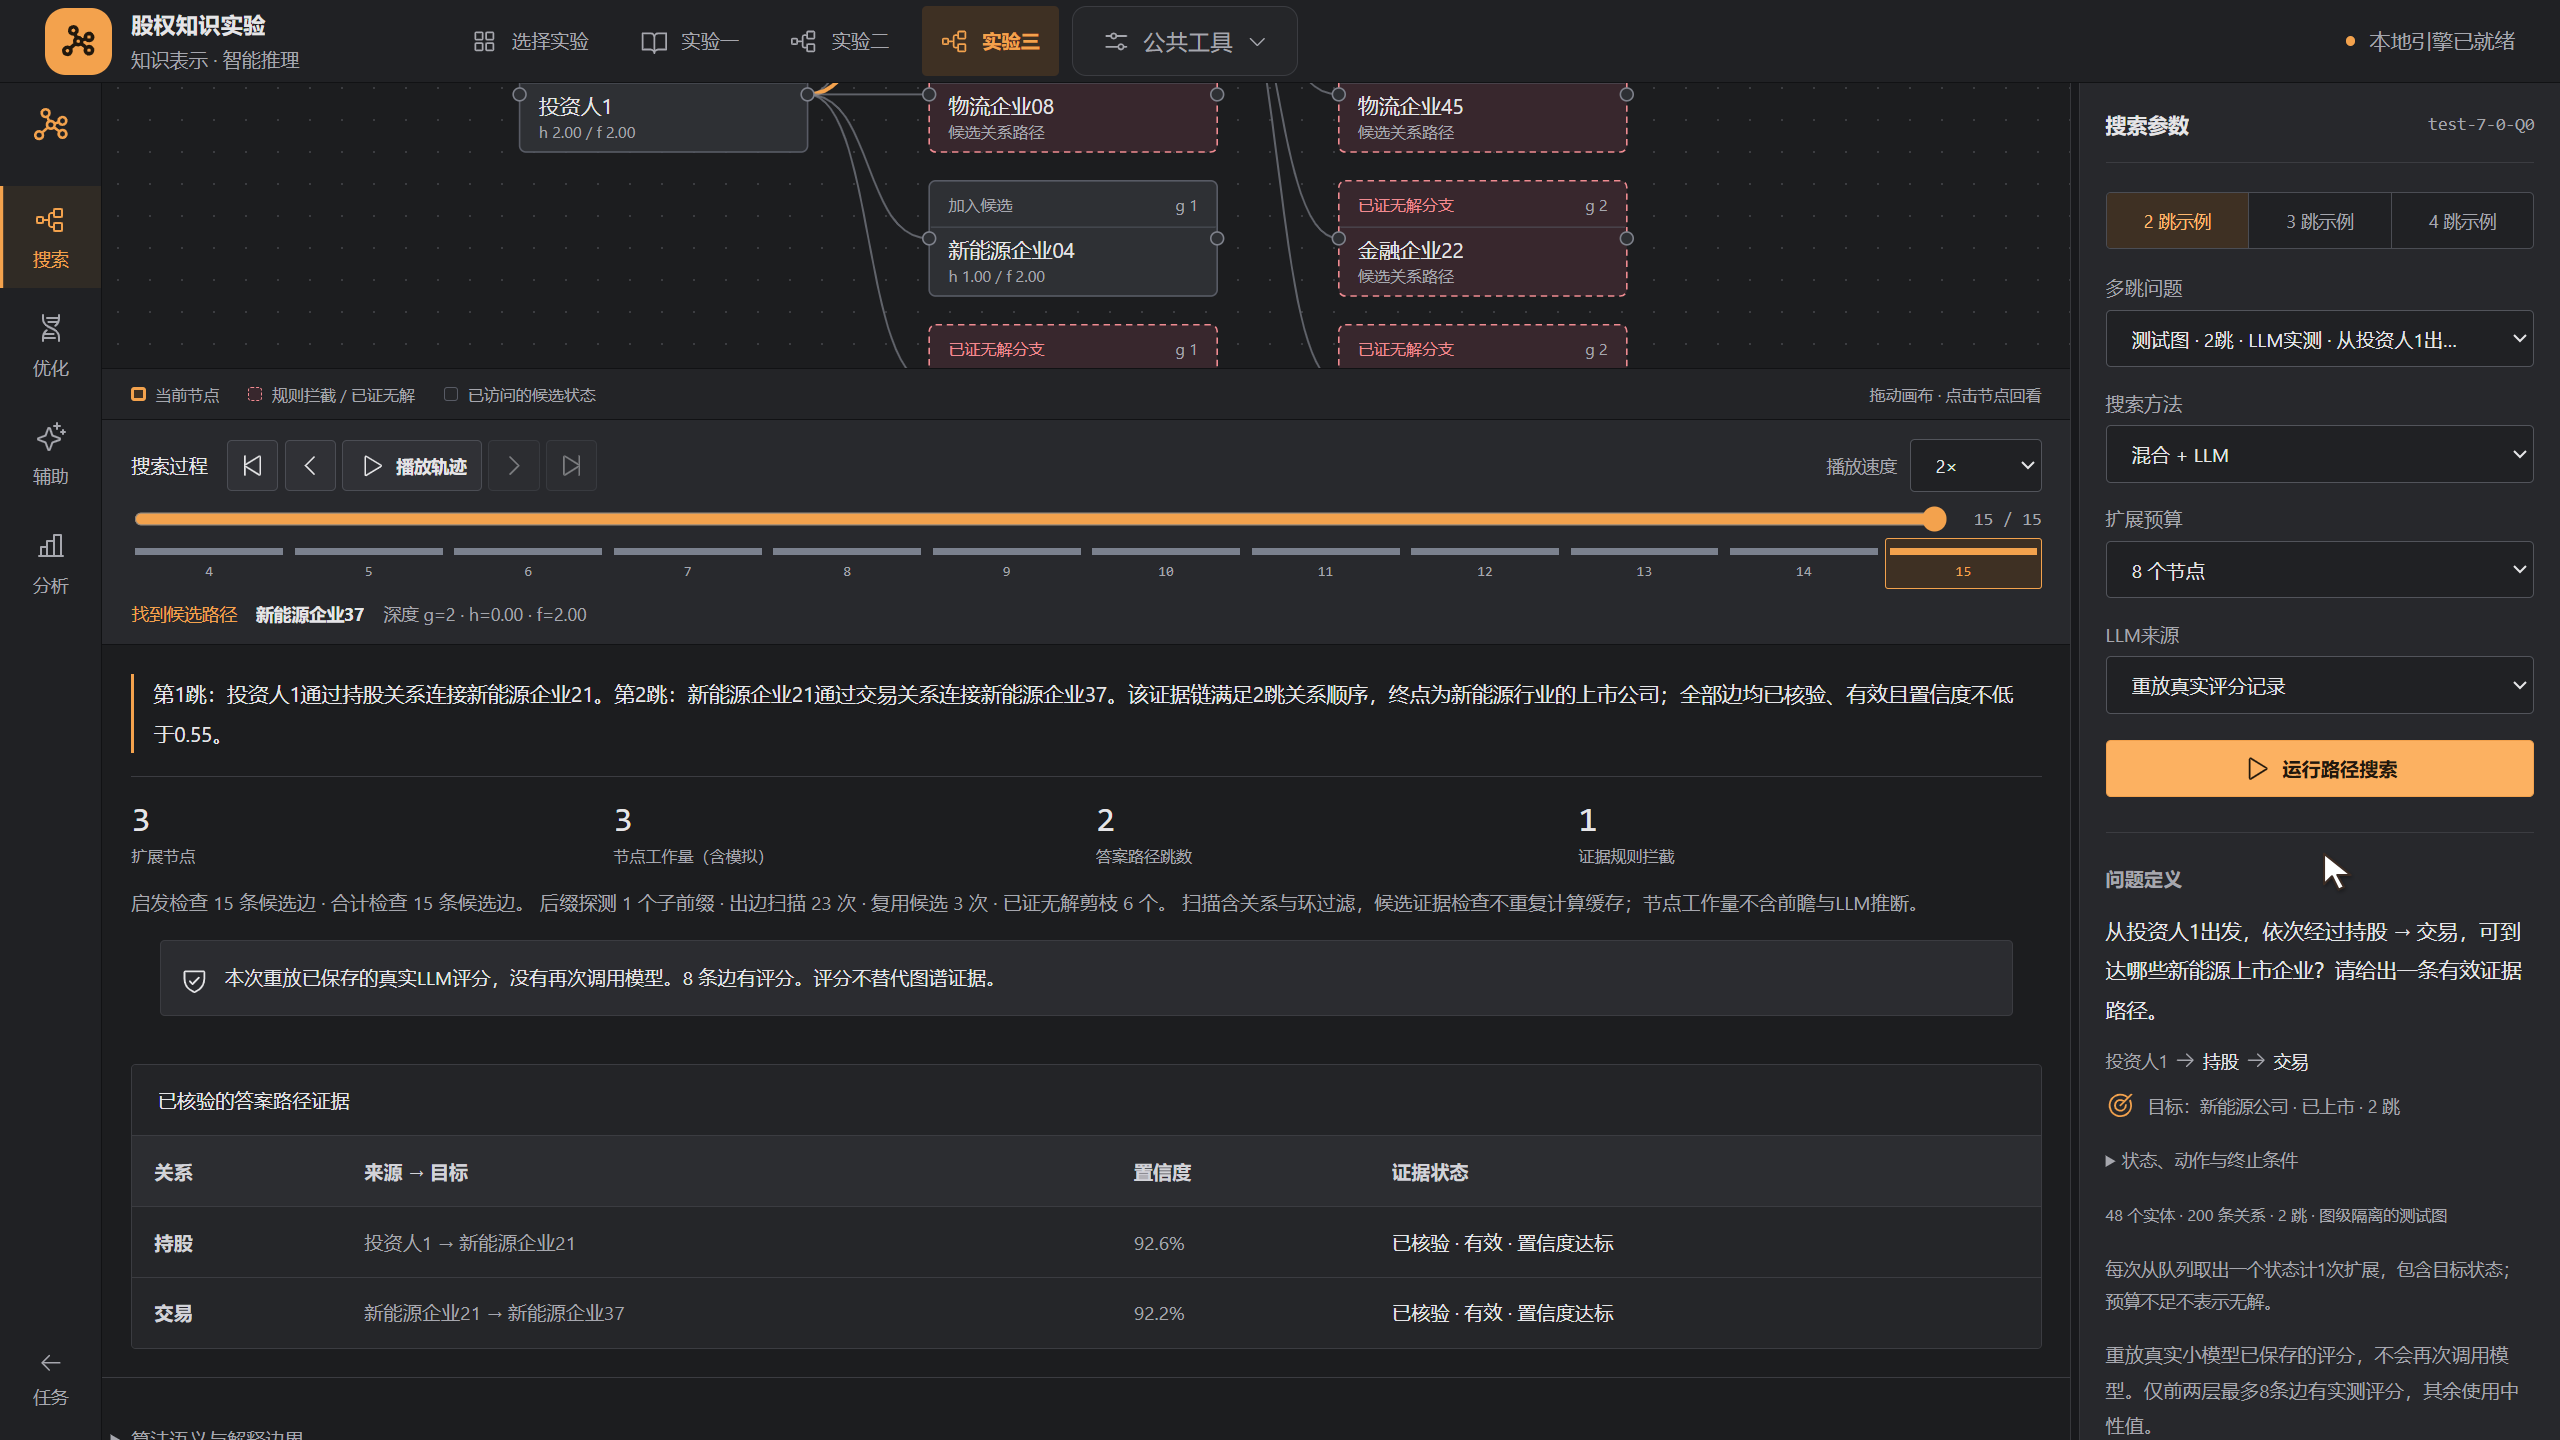 股权知识实验
知识表示 · 智能推理
选择实验
实验一
实验二
实验三
公共工具
本地引擎已就绪
搜索
优化
辅助
分析
任务
投资人1
h 2.00 / f 2.00
物流企业08
候选关系路径
物流企业45
候选关系路径
加入候选 g 1
新能源企业04
h 1.00 / f 2.00
已证无解分支 g 2
金融企业22
候选关系路径
已证无解分支 g 1
已证无解分支 g 2
当前节点
规则拦截 / 已证无解
已访问的候选状态
拖动画布 · 点击节点回看
搜索过程
播放轨迹
播放速度
2×
15 / 15
4 5 6 7 8 9 10 11 12 13 14 15
找到候选路径 新能源企业37 深度 g=2 · h=0.00 · f=2.00
第1跳：投资人1通过持股关系连接新能源企业21。第2跳：新能源企业21通过交易关系连接新能源企业37。该证据链满足2跳关系顺序，终点为新能源行业的上市公司；全部边均已核验、有效且置信度不低
于0.55。
3
扩展节点
3
节点工作量（含模拟）
2
答案路径跳数
1
证据规则拦截
启发检查 15 条候选边 · 合计检查 15 条候选边。 后缀探测 1 个子前缀 · 出边扫描 23 次 · 复用候选 3 次 · 已证无解剪枝 6 个。 扫描含关系与环过滤，候选证据检查不重复计算缓存；节点工作量不含前瞻与LLM推断。
本次重放已保存的真实LLM评分，没有再次调用模型。8 条边有评分。评分不替代图谱证据。
已核验的答案路径证据
关系 来源 → 目标 置信度 证据状态
持股 投资人1 → 新能源企业21 92.6% 已核验 · 有效 · 置信度达标
交易 新能源企业21 → 新能源企业37 92.2% 已核验 · 有效 · 置信度达标
算法语义与解释边界
搜索参数
test-7-0-Q0
2 跳示例
3 跳示例
4 跳示例
多跳问题
测试图 · 2跳 · LLM实测 · 从投资人1出...
搜索方法
混合 + LLM
扩展预算
8 个节点
LLM来源
重放真实评分记录
运行路径搜索
问题定义
从投资人1出发，依次经过持股 → 交易，可到
达哪些新能源上市企业？请给出一条有效证据
路径。
投资人1 → 持股 → 交易
目标：新能源公司 · 已上市 · 2 跳
状态、动作与终止条件
48 个实体 · 200 条关系 · 2 跳 · 图级隔离的测试图
每次从队列取出一个状态计1次扩展，包含目标状态；
预算不足不表示无解。
重放真实小模型已保存的评分，不会再次调用模
型。仅前两层最多8条边有实测评分，其余使用中
性值。